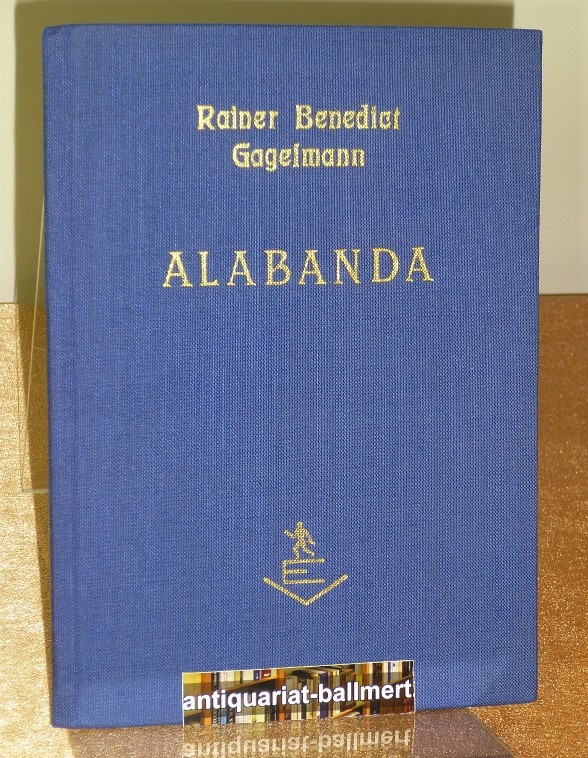 Rainer Benedict
Gagelmann
ALABANDA
E
antiquariat-ballmert